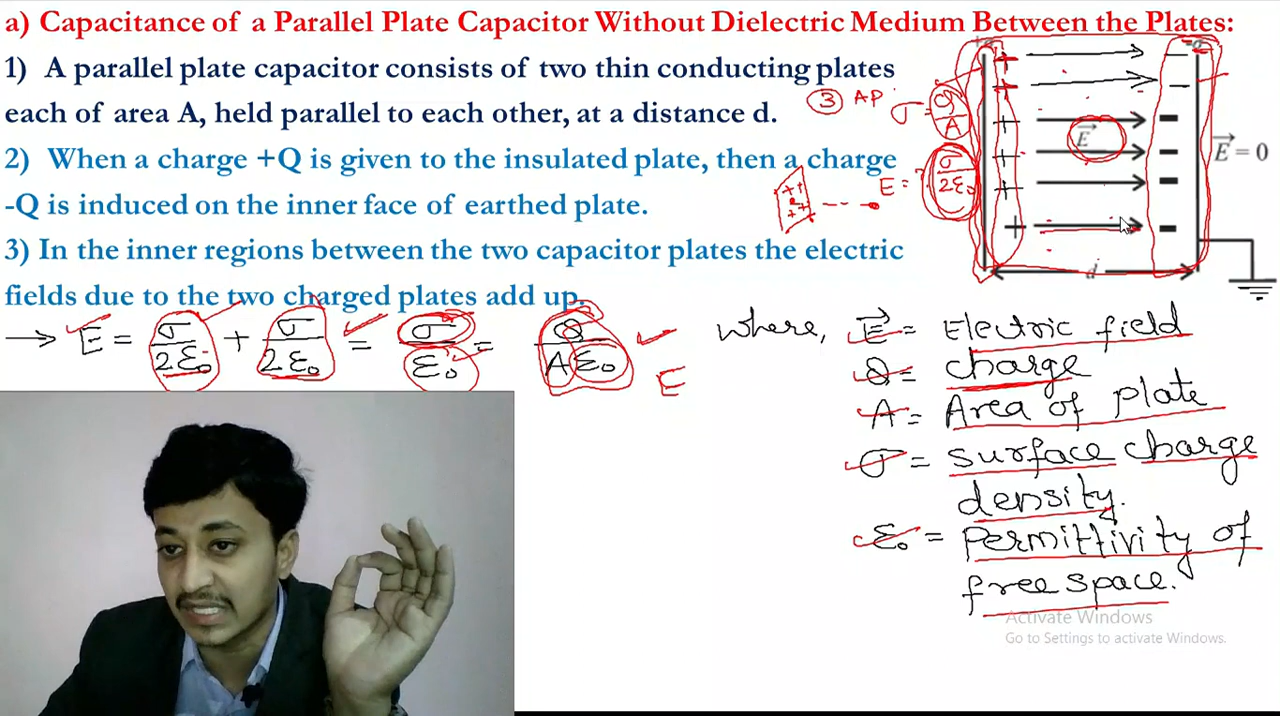 a) Capacitance of a Parallel Plate Capacitor Without Dielectric Medium Between the Plates:
1) A parallel plate capacitor consists of two thin conducting plates
each of area A, held parallel to each other, at a distance d.
2) When a charge +Q is given to the insulated plate, then a charge
-Q is induced on the inner face of earthed plate.
3) In the inner regions between the two capacitor plates the electric
fields due to the two charged plates add up.
③ AP
σ = Q/A
E = σ/2ε₀
E⃗
E⃗ = 0
d
→ E = σ/2ε₀ + σ/2ε₀ = σ/ε₀ = Q/Aε₀
E
where, E⃗ = Electric field
Q = charge
A = Area of plate
σ = surface charge
density.
ε₀ = Permittivity of
free space.
Activate Windows
Go to Settings to activate Windows.